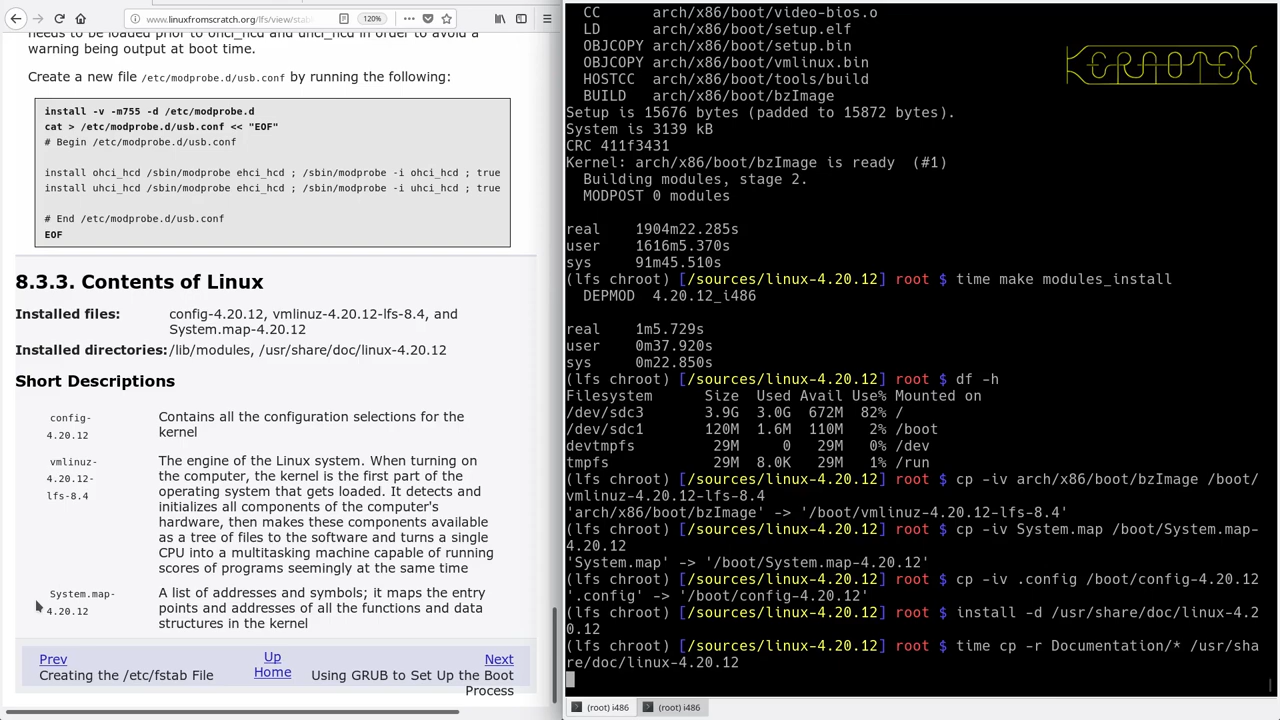 www.linuxfromscratch.org/lfs/view/stab
120%
needs to be loaded prior to ohci_hcd and uhci_hcd in order to avoid a
warning being output at boot time.
Create a new file /etc/modprobe.d/usb.conf by running the following:
install -v -m755 -d /etc/modprobe.d
cat > /etc/modprobe.d/usb.conf << "EOF"
# Begin /etc/modprobe.d/usb.conf
install ohci_hcd /sbin/modprobe ehci_hcd ; /sbin/modprobe -i ohci_hcd ; true
install uhci_hcd /sbin/modprobe ehci_hcd ; /sbin/modprobe -i uhci_hcd ; true
# End /etc/modprobe.d/usb.conf
EOF
8.3.3. Contents of Linux
Installed files: config-4.20.12, vmlinuz-4.20.12-lfs-8.4, and
System.map-4.20.12
Installed directories: /lib/modules, /usr/share/doc/linux-4.20.12
Short Descriptions
config- Contains all the configuration selections for the
4.20.12 kernel
vmlinuz- The engine of the Linux system. When turning on
4.20.12- the computer, the kernel is the first part of the
lfs-8.4 operating system that gets loaded. It detects and
initializes all components of the computer's
hardware, then makes these components available
as a tree of files to the software and turns a single
CPU into a multitasking machine capable of running
scores of programs seemingly at the same time
System.map- A list of addresses and symbols; it maps the entry
4.20.12 points and addresses of all the functions and data
structures in the kernel
Prev Up Next
Creating the /etc/fstab File Home Using GRUB to Set Up the Boot
Process
CC arch/x86/boot/video-bios.o
LD arch/x86/boot/setup.elf
OBJCOPY arch/x86/boot/setup.bin
OBJCOPY arch/x86/boot/vmlinux.bin
HOSTCC arch/x86/boot/tools/build
BUILD arch/x86/boot/bzImage
Setup is 15676 bytes (padded to 15872 bytes).
System is 3139 kB
CRC 411f3431
Kernel: arch/x86/boot/bzImage is ready (#1)
Building modules, stage 2.
MODPOST 0 modules
real 1904m22.285s
user 1616m5.370s
sys 91m45.510s
(lfs chroot) [/sources/linux-4.20.12] root $ time make modules_install
DEPMOD 4.20.12_i486
real 1m5.729s
user 0m37.920s
sys 0m22.850s
(lfs chroot) [/sources/linux-4.20.12] root $ df -h
Filesystem Size Used Avail Use% Mounted on
/dev/sdc3 3.9G 3.0G 672M 82% /
/dev/sdc1 120M 1.6M 110M 2% /boot
devtmpfs 29M 0 29M 0% /dev
tmpfs 29M 8.0K 29M 1% /run
(lfs chroot) [/sources/linux-4.20.12] root $ cp -iv arch/x86/boot/bzImage /boot/
vmlinuz-4.20.12-lfs-8.4
'arch/x86/boot/bzImage' -> '/boot/vmlinuz-4.20.12-lfs-8.4'
(lfs chroot) [/sources/linux-4.20.12] root $ cp -iv System.map /boot/System.map-
4.20.12
'System.map' -> '/boot/System.map-4.20.12'
(lfs chroot) [/sources/linux-4.20.12] root $ cp -iv .config /boot/config-4.20.12
'.config' -> '/boot/config-4.20.12'
(lfs chroot) [/sources/linux-4.20.12] root $ install -d /usr/share/doc/linux-4.2
0.12
(lfs chroot) [/sources/linux-4.20.12] root $ time cp -r Documentation/* /usr/sha
re/doc/linux-4.20.12
(root) i486
(root) i486